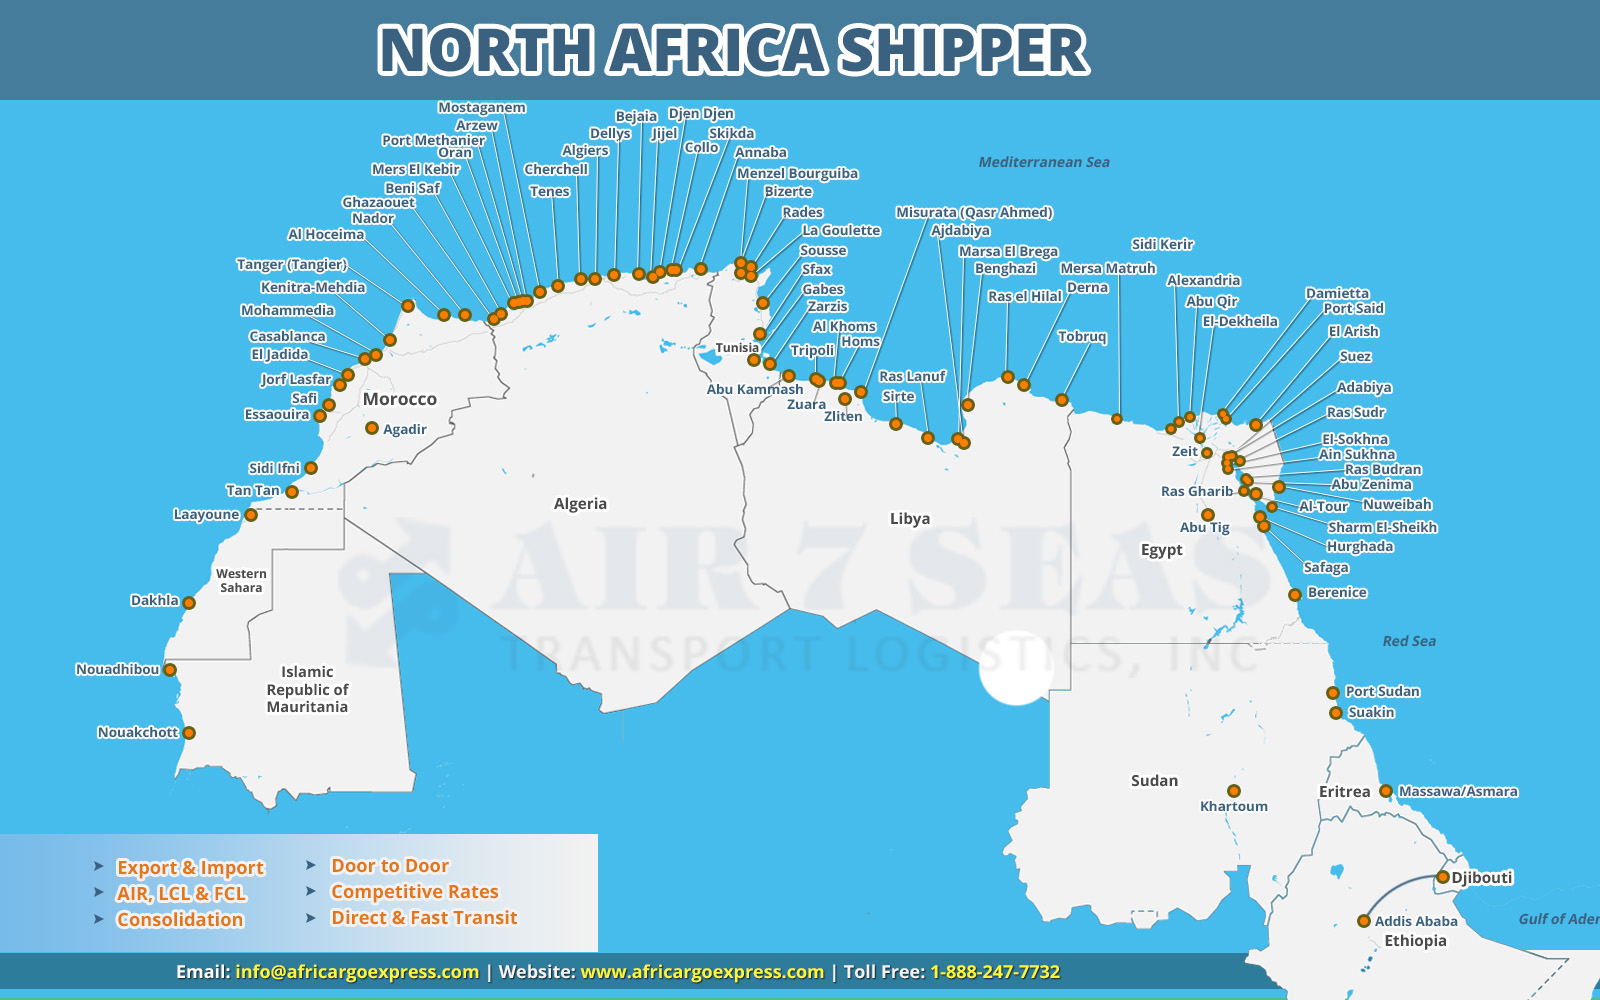 NORTH AFRICA SHIPPER
Mostaganem
Arzew
Port Methanier
Oran
Mers El Kebir
Beni Saf
Ghazaouet
Nador
Al Hoceima
Tanger (Tangier)
Kenitra-Mehdia
Mohammedia
Casablanca
El Jadida
Jorf Lasfar
Safi
Essaouira
Morocco
Agadir
Sidi Ifni
Tan Tan
Laayoune
Western
Sahara
Dakhla
Nouadhibou
Nouakchott
Islamic
Republic of
Mauritania
Cherchell
Tenes
Algiers
Dellys
Bejaia
Jijel
Djen Djen
Collo
Skikda
Annaba
Menzel Bourguiba
Bizerte
Rades
La Goulette
Sousse
Sfax
Gabes
Zarzis
Al Khoms
Homs
Tripoli
Tunisia
Abu Kammash
Zuara
Zliten
Algeria
Libya
Mediterranean Sea
Misurata (Qasr Ahmed)
Ajdabiya
Marsa El Brega
Benghazi
Ras el Hilal
Derna
Mersa Matruh
Tobruq
Ras Lanuf
Sirte
Sidi Kerir
Alexandria
Abu Qir
El-Dekheila
Damietta
Port Said
El Arish
Suez
Adabiya
Ras Sudr
El-Sokhna
Ain Sukhna
Ras Budran
Abu Zenima
Nuweibah
Al-Tour
Sharm El-Sheikh
Hurghada
Safaga
Berenice
Zeit
Ras Gharib
Abu Tig
Egypt
AIR 7 SEAS
TRANSPORT LOGISTICS, INC
Red Sea
Port Sudan
Suakin
Sudan
Khartoum
Eritrea
Massawa/Asmara
Djibouti
Addis Ababa
Ethiopia
Gulf of Aden
➤ Export & Import
➤ AIR, LCL & FCL
➤ Consolidation
➤ Door to Door
➤ Competitive Rates
➤ Direct & Fast Transit
Email: info@africargoexpress.com | Website: www.africargoexpress.com | Toll Free: 1-888-247-7732